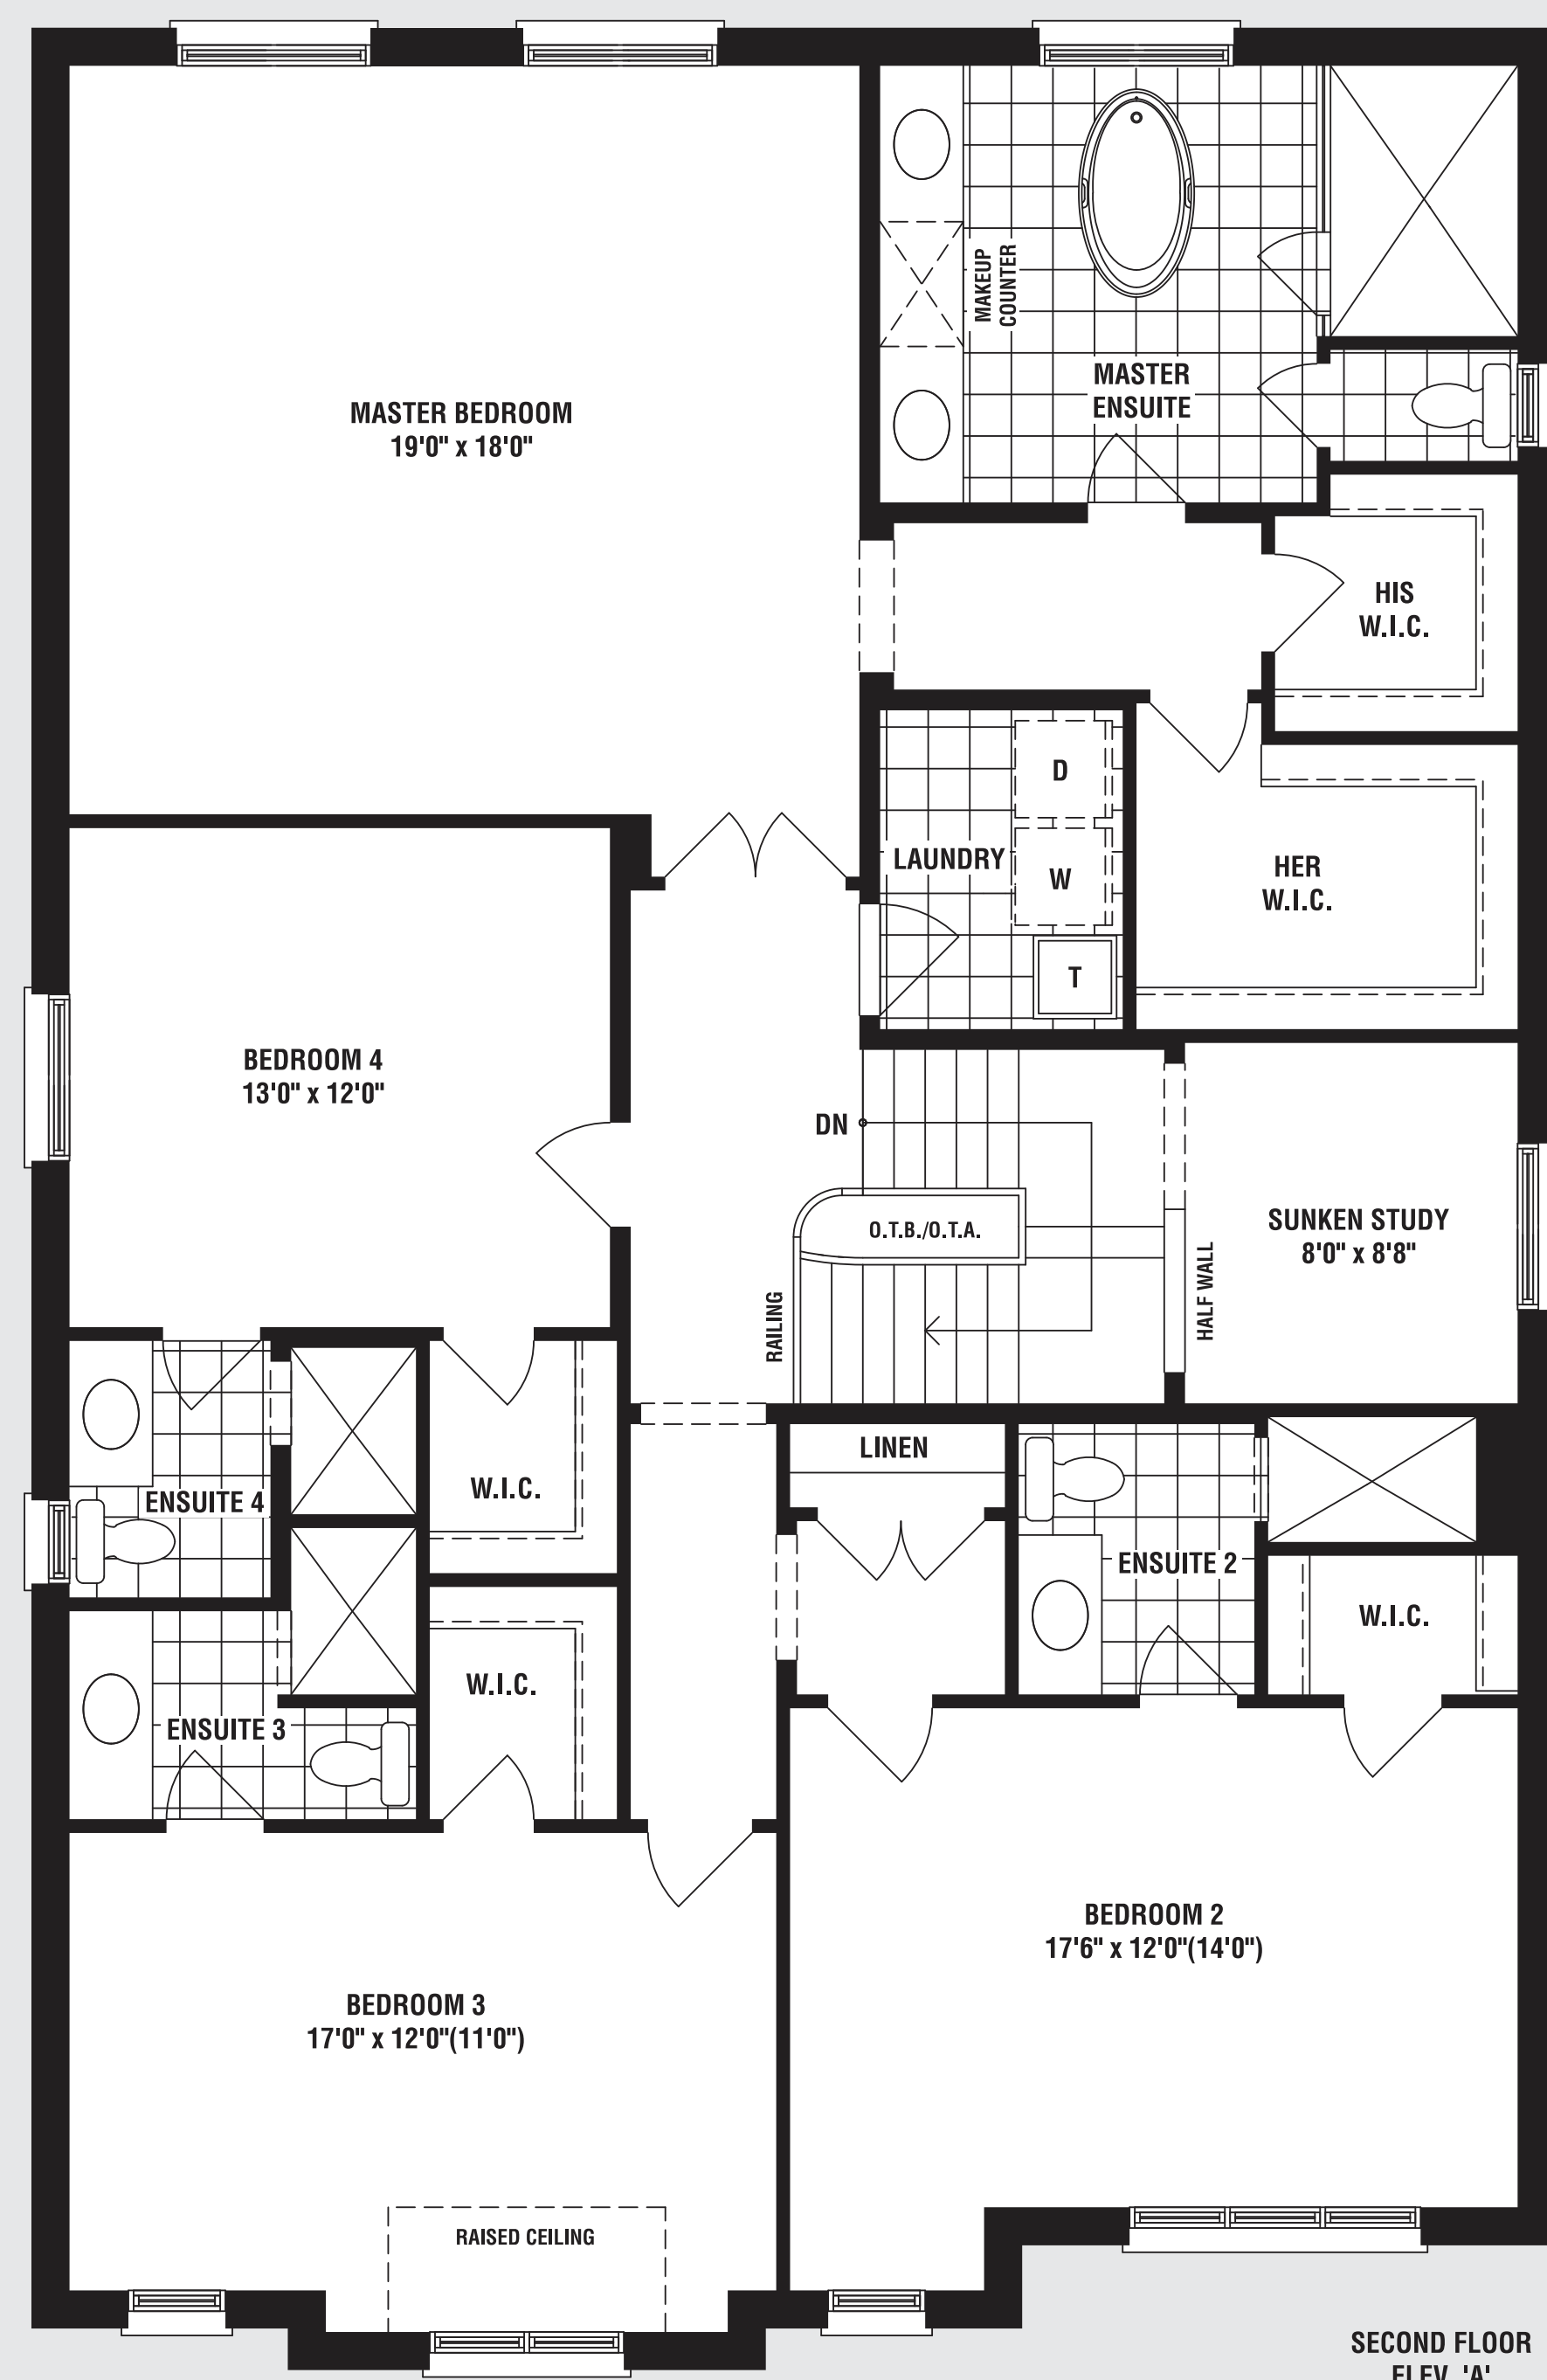 MAKEUP
COUNTER
MASTER
ENSUITE
MASTER BEDROOM
19'0" x 18'0"
HIS
W.I.C.
D
LAUNDRY
W
T
HER
W.I.C.
BEDROOM 4
13'0" x 12'0"
DN
O.T.B./O.T.A.
RAILING
HALF WALL
SUNKEN STUDY
8'0" x 8'8"
LINEN
W.I.C.
ENSUITE 4
ENSUITE 2
W.I.C.
W.I.C.
ENSUITE 3
BEDROOM 2
17'6" x 12'0"(14'0")
BEDROOM 3
17'0" x 12'0"(11'0")
RAISED CEILING
SECOND FLOOR
ELEV. 'A'